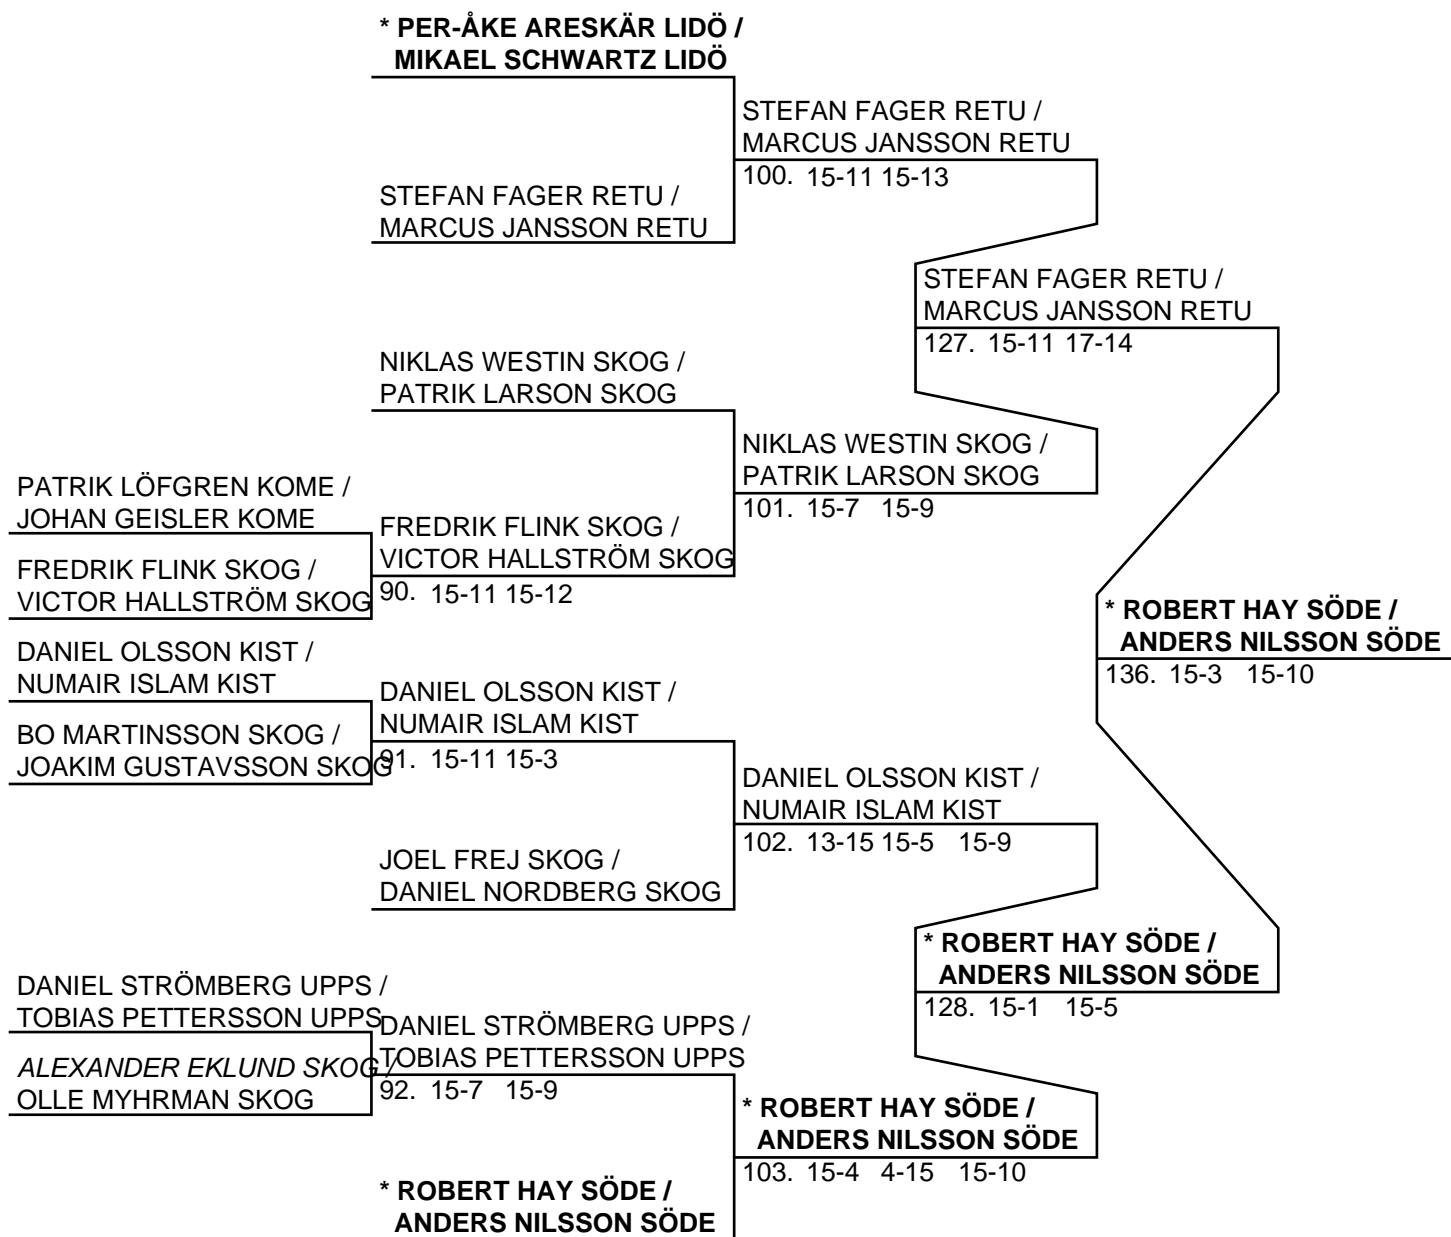 * PER-ÅKE ARESKÄR LIDÖ /
MIKAEL SCHWARTZ LIDÖ
STEFAN FAGER RETU /
MARCUS JANSSON RETU
100. 15-11 15-13
STEFAN FAGER RETU /
MARCUS JANSSON RETU
STEFAN FAGER RETU /
MARCUS JANSSON RETU
127. 15-11 17-14
NIKLAS WESTIN SKOG /
PATRIK LARSON SKOG
NIKLAS WESTIN SKOG /
PATRIK LARSON SKOG
101. 15-7 15-9
PATRIK LÖFGREN KOME /
JOHAN GEISLER KOME
FREDRIK FLINK SKOG /
VICTOR HALLSTRÖM SKOG
90. 15-11 15-12
FREDRIK FLINK SKOG /
VICTOR HALLSTRÖM SKOG
* ROBERT HAY SÖDE /
ANDERS NILSSON SÖDE
136. 15-3 15-10
DANIEL OLSSON KIST /
NUMAIR ISLAM KIST
DANIEL OLSSON KIST /
NUMAIR ISLAM KIST
91. 15-11 15-3
BO MARTINSSON SKOG /
JOAKIM GUSTAVSSON SKOG
DANIEL OLSSON KIST /
NUMAIR ISLAM KIST
102. 13-15 15-5 15-9
JOEL FREJ SKOG /
DANIEL NORDBERG SKOG
* ROBERT HAY SÖDE /
ANDERS NILSSON SÖDE
128. 15-1 15-5
DANIEL STRÖMBERG UPPS /
TOBIAS PETTERSSON UPPS
DANIEL STRÖMBERG UPPS /
TOBIAS PETTERSSON UPPS
92. 15-7 15-9
ALEXANDER EKLUND SKOG /
OLLE MYHRMAN SKOG
* ROBERT HAY SÖDE /
ANDERS NILSSON SÖDE
103. 15-4 4-15 15-10
* ROBERT HAY SÖDE /
ANDERS NILSSON SÖDE